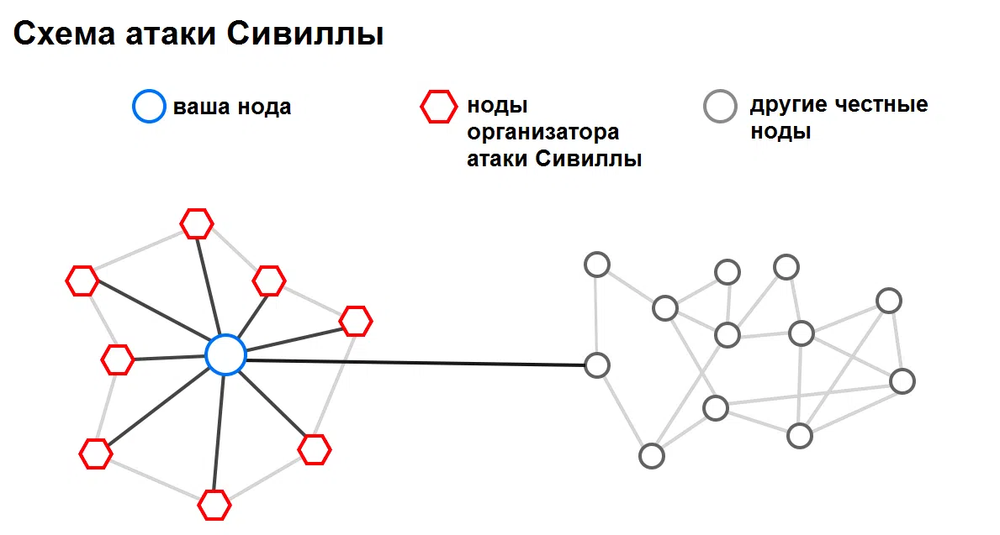 Схема атаки Сивиллы
ваша нода
ноды
организатора
атаки Сивиллы
другие честные
ноды